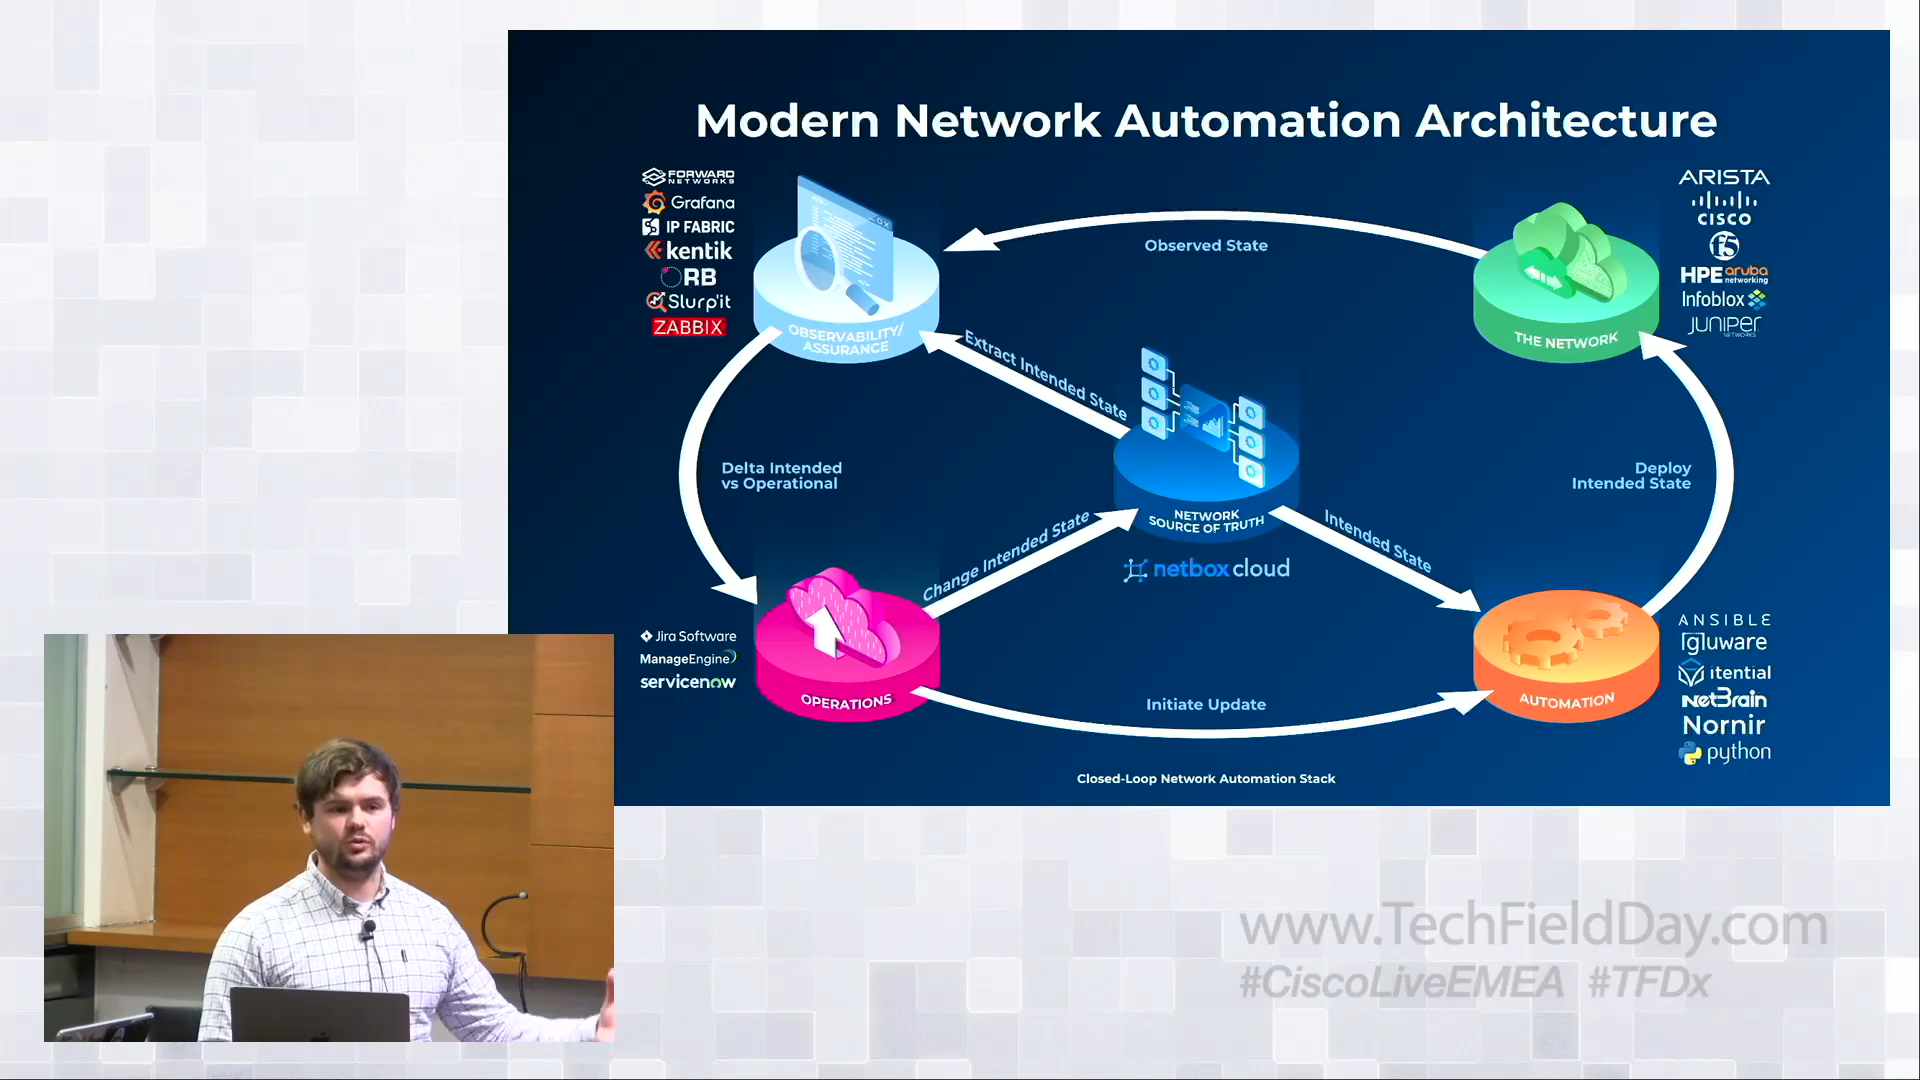 Modern Network Automation Architecture
FORWARD
NETWORKS
Grafana
IP FABRIC
kentik
ORB
Slurp'it
ZABBIX
OBSERVABILITY/
ASSURANCE
Observed State
THE NETWORK
ARISTA
CISCO
f5
HPE aruba
networking
Infoblox
JUNIPER
NETWORKS
Extract Intended State
Delta Intended
vs Operational
NETWORK
SOURCE OF TRUTH
netbox cloud
Deploy
Intended State
Change Intended State
Intended State
Jira Software
ManageEngine
servicenow
OPERATIONS
Initiate Update
AUTOMATION
ANSIBLE
gluware
itential
NetBrain
Nornir
python
Closed-Loop Network Automation Stack
www.TechFieldDay.com
#CiscoLiveEMEA #TFDx